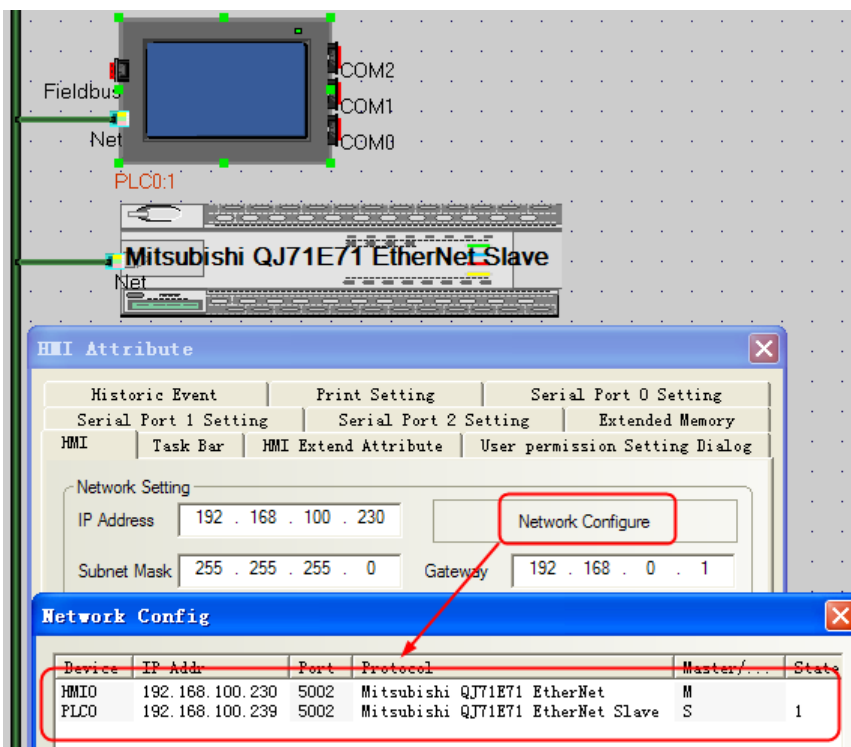 COM2
Fieldbus
COM1
Net
COM0
PLC0:1
Mitsubishi QJ71E71 EtherNet Slave
Net
HMI Attribute
Historic Event Print Setting Serial Port 0 Setting
Serial Port 1 Setting Serial Port 2 Setting Extended Memory
HMI Task Bar HMI Extend Attribute User permission Setting Dialog
Network Setting
IP Address 192 . 168 . 100 . 230 Network Configure
Subnet Mask 255 . 255 . 255 . 0 Gateway 192 . 168 . 0 . 1
Network Config
Device IP Addr Port Protocol Master/... State
HMI0 192.168.100.230 5002 Mitsubishi QJ71E71 EtherNet M
PLC0 192.168.100.239 5002 Mitsubishi QJ71E71 EtherNet Slave S 1